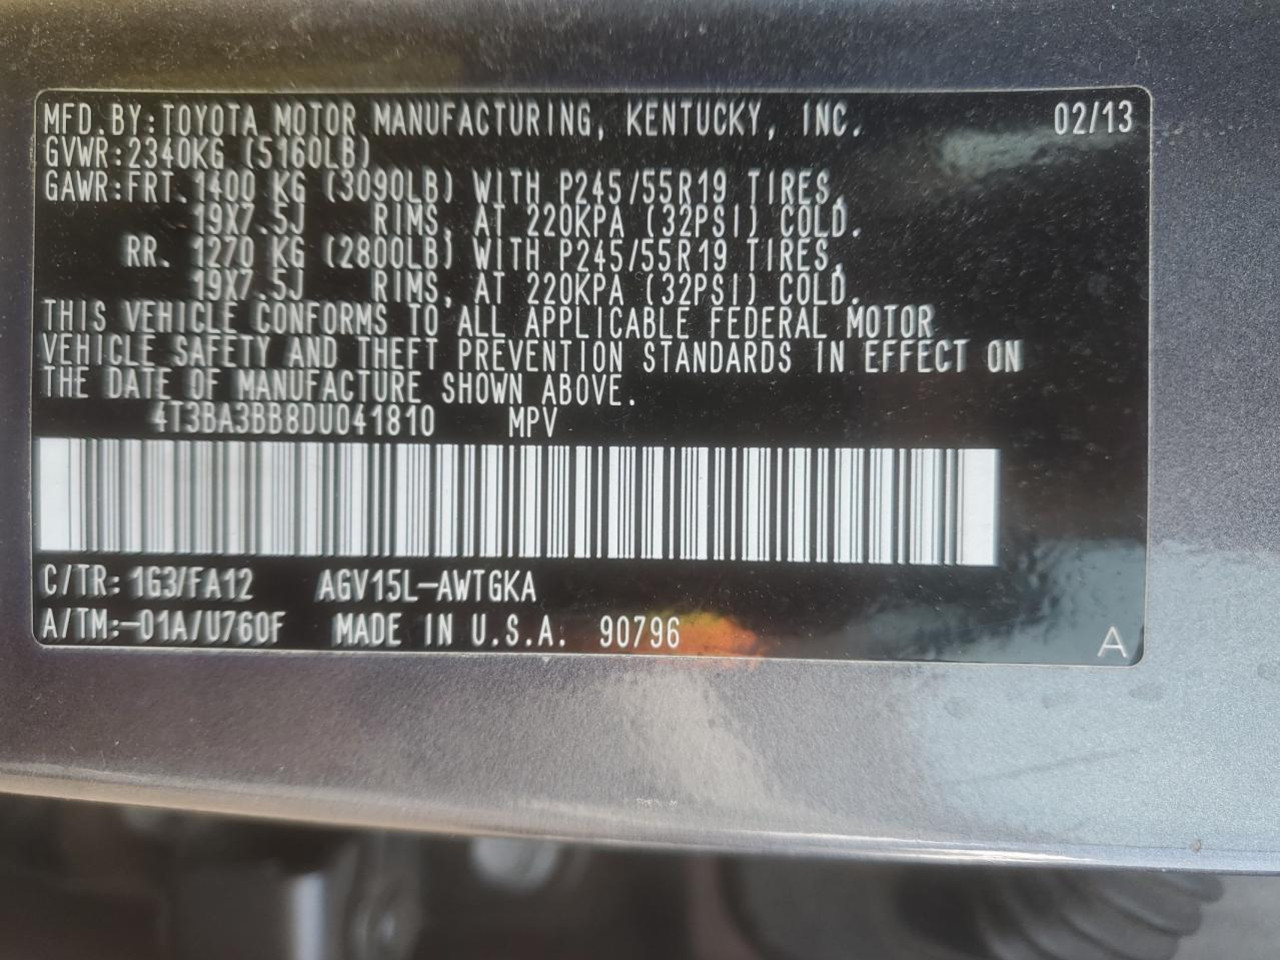 MFD.BY:TOYOTA MOTOR MANUFACTURING, KENTUCKY, INC. 02/13
GVWR:2340KG (5160LB)
GAWR:FRT.1400 KG (3090LB) WITH P245/55R19 TIRES,
19X7.5J RIMS, AT 220KPA (32PSI) COLD.
RR. 1270 KG (2800LB) WITH P245/55R19 TIRES,
19X7.5J RIMS, AT 220KPA (32PSI) COLD.
THIS VEHICLE CONFORMS TO ALL APPLICABLE FEDERAL MOTOR
VEHICLE SAFETY AND THEFT PREVENTION STANDARDS IN EFFECT ON
THE DATE OF MANUFACTURE SHOWN ABOVE.
4T3BA3BB8DU041810 MPV
C/TR: 1G3/FA12 AGV15L-AWTGKA
A/TM:-01A/U760F MADE IN U.S.A. 90796
A